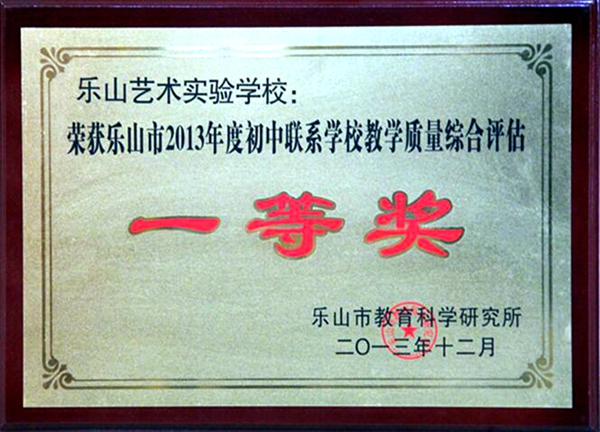 乐山艺术实验学校：
荣获乐山市2013年度初中联系学校教学质量综合评估
一等奖
乐山市教育科学研究所
二〇一三年十二月